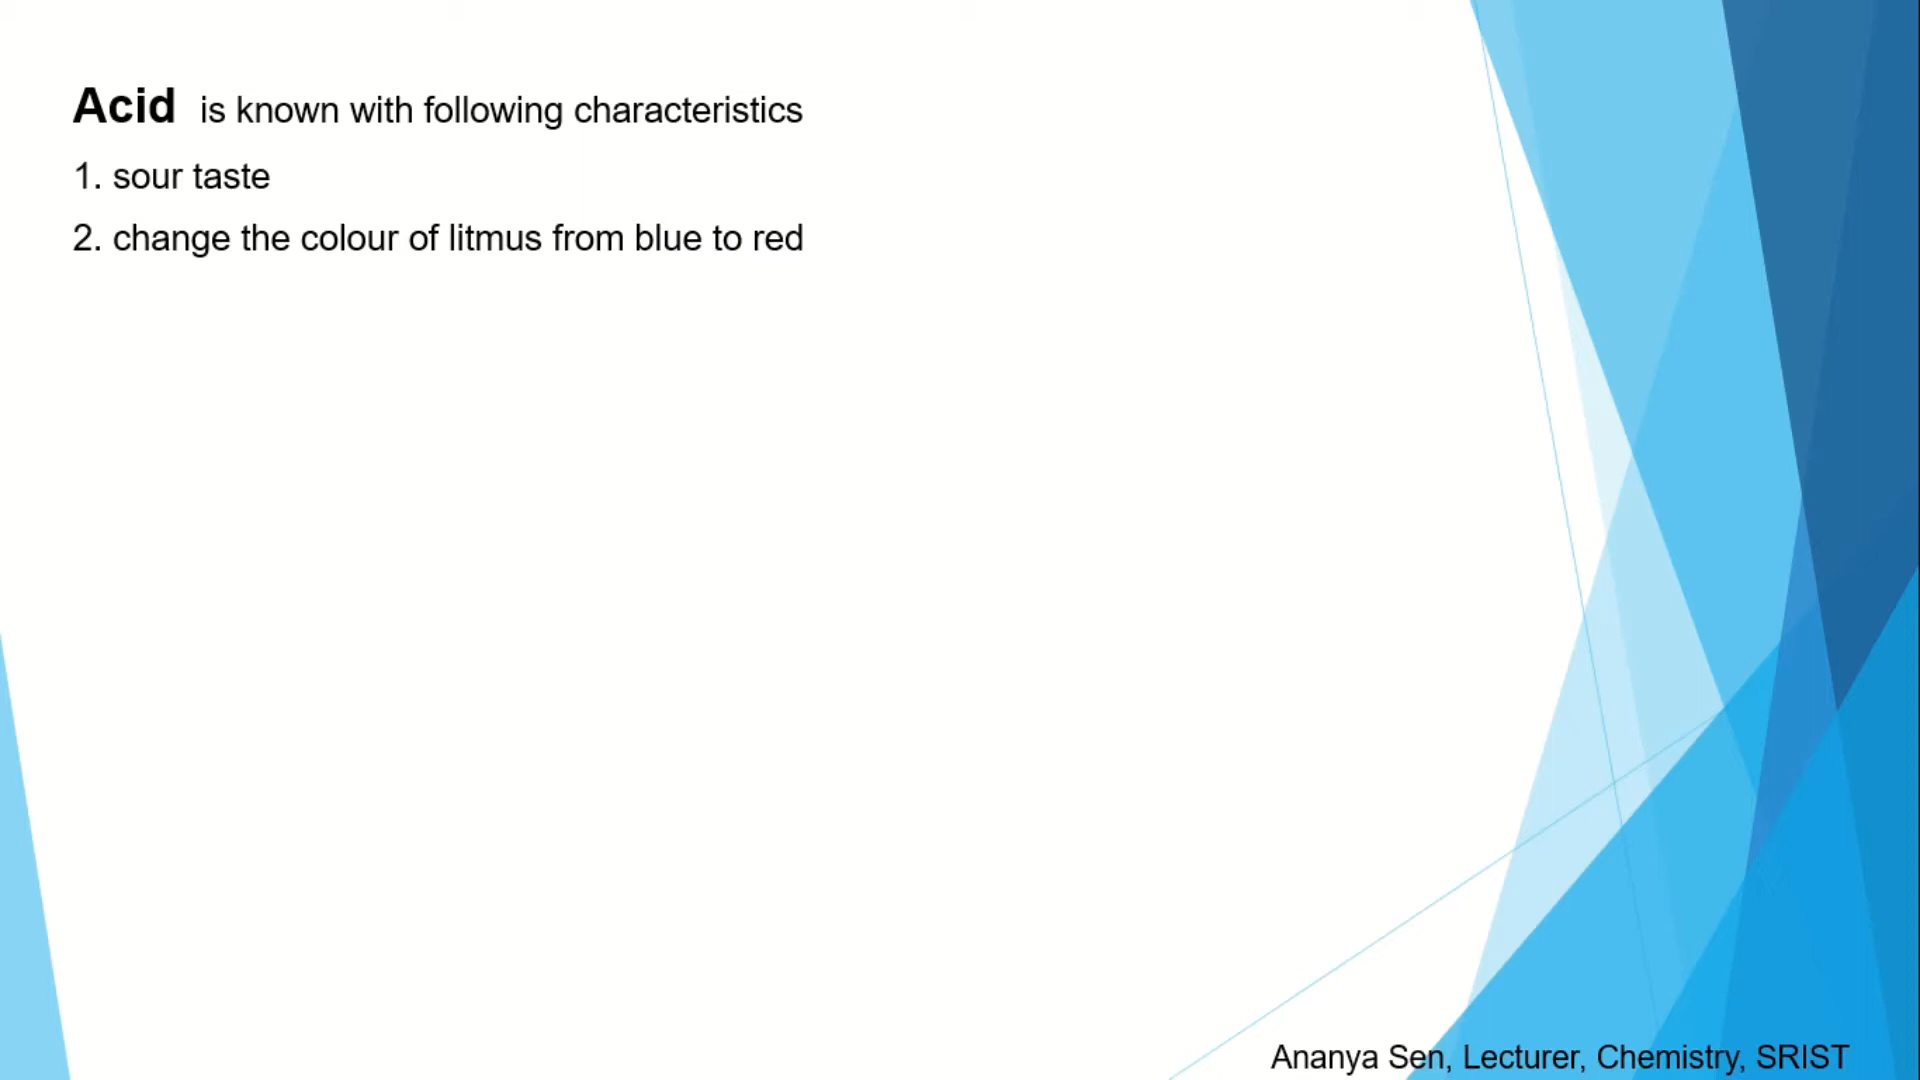 Acid is known with following characteristics
1. sour taste
2. change the colour of litmus from blue to red
Ananya Sen, Lecturer, Chemistry, SRIST